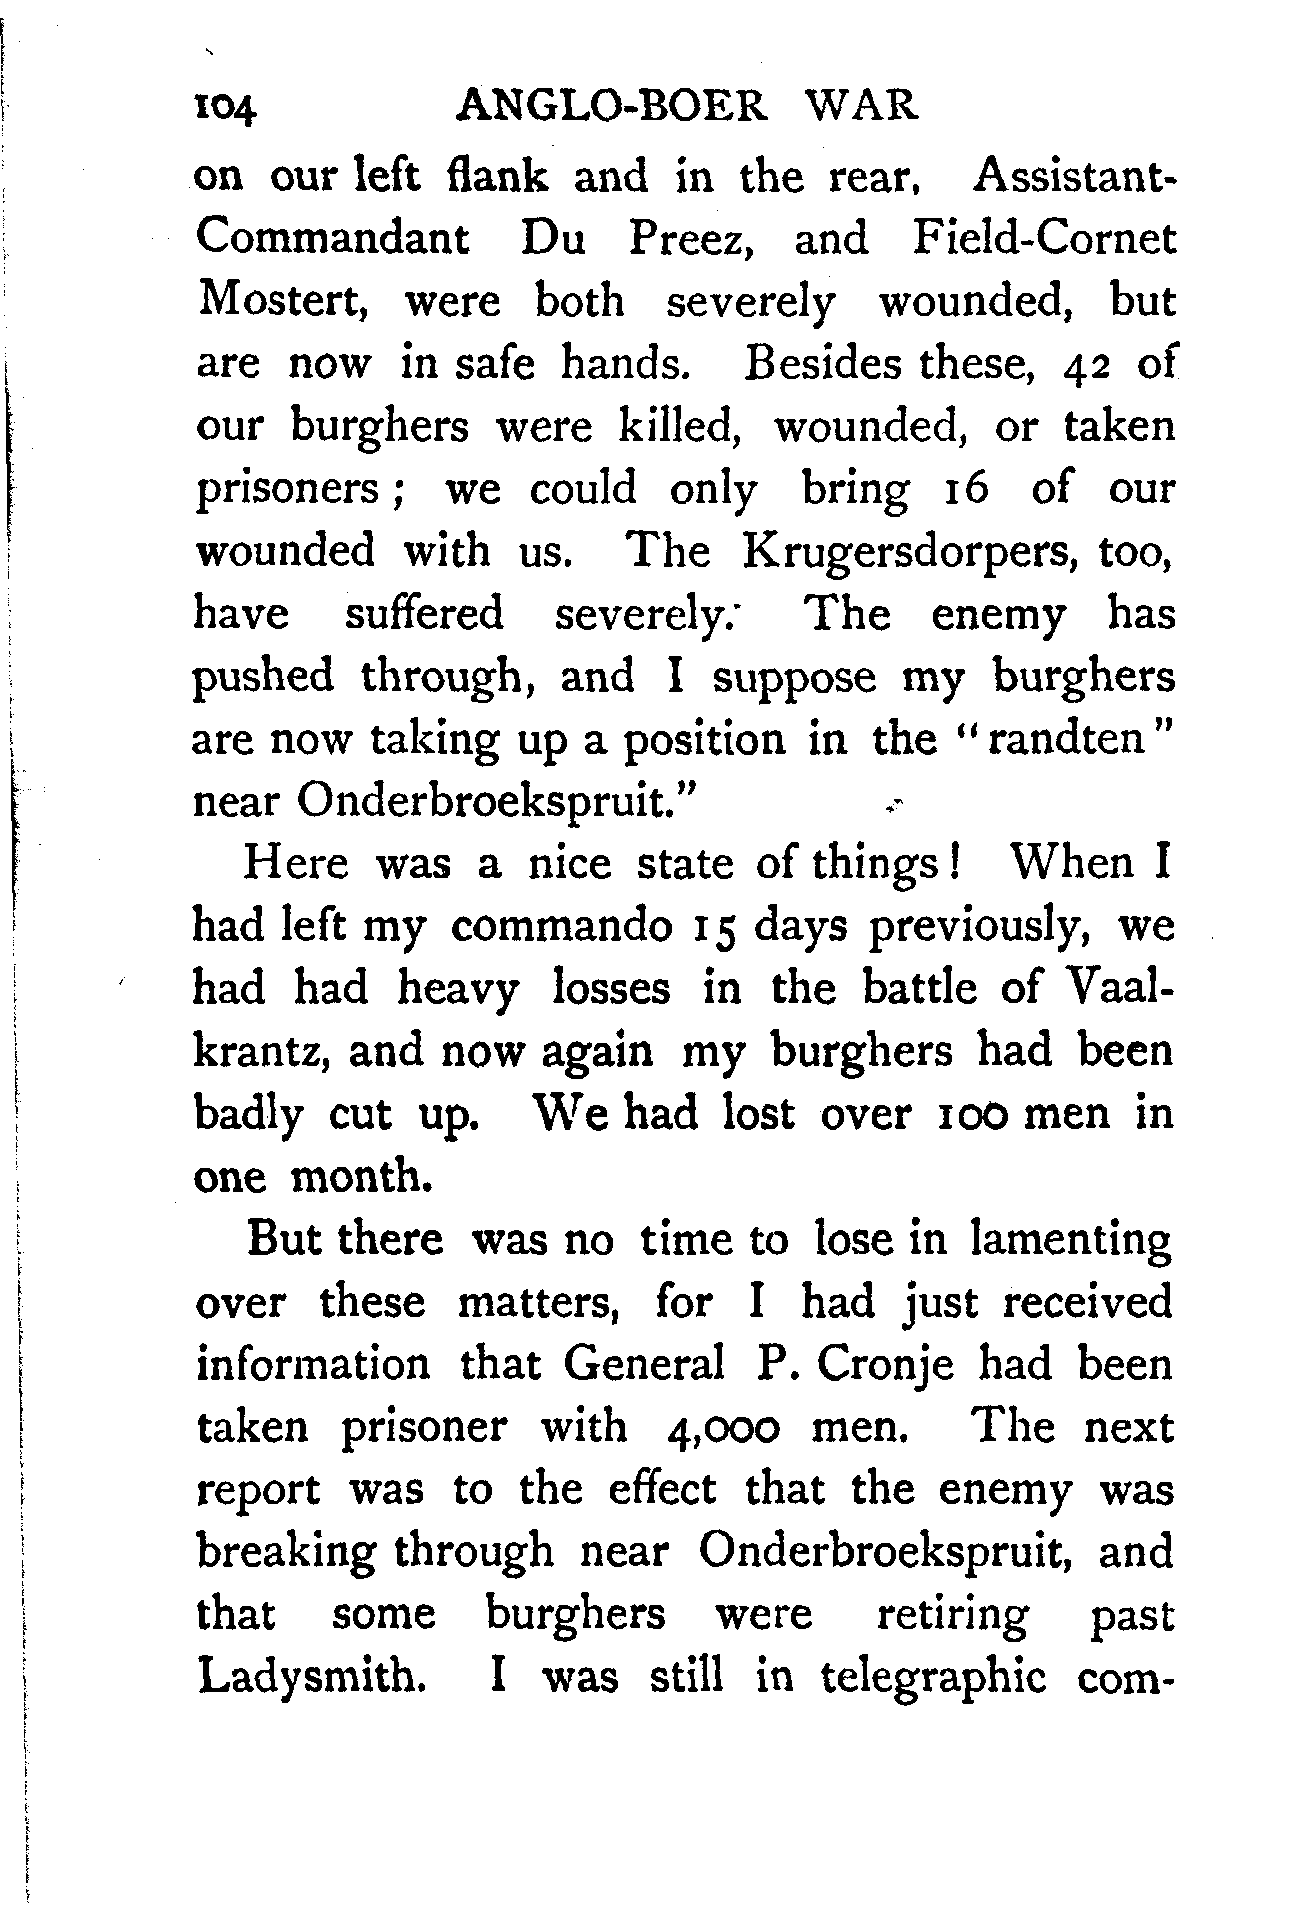 104 ANGLO-BOER WAR
on our left flank and in the rear. Assistant-
Commandant Du Preez, and Field-Cornet
Mostert, were both severely wounded, but
are now in safe hands. Besides these, 42 of
our burghers were killed, wounded, or taken
prisoners ; we could only bring 16 of our
wounded with us. The Krugersdorpers, too,
have suffered severely. The enemy has
pushed through, and I suppose my burghers
are now taking up a position in the “randten”
near Onderbroekspruit.”
Here was a nice state of things ! When I
had left my commando 15 days previously, we
had had heavy losses in the battle of Vaal-
krantz, and now again my burghers had been
badly cut up. We had lost over 100 men in
one month.
But there was no time to lose in lamenting
over these matters, for I had just received
information that General P. Cronje had been
taken prisoner with 4,000 men. The next
report was to the effect that the enemy was
breaking through near Onderbroekspruit, and
that some burghers were retiring past
Ladysmith. I was still in telegraphic com-